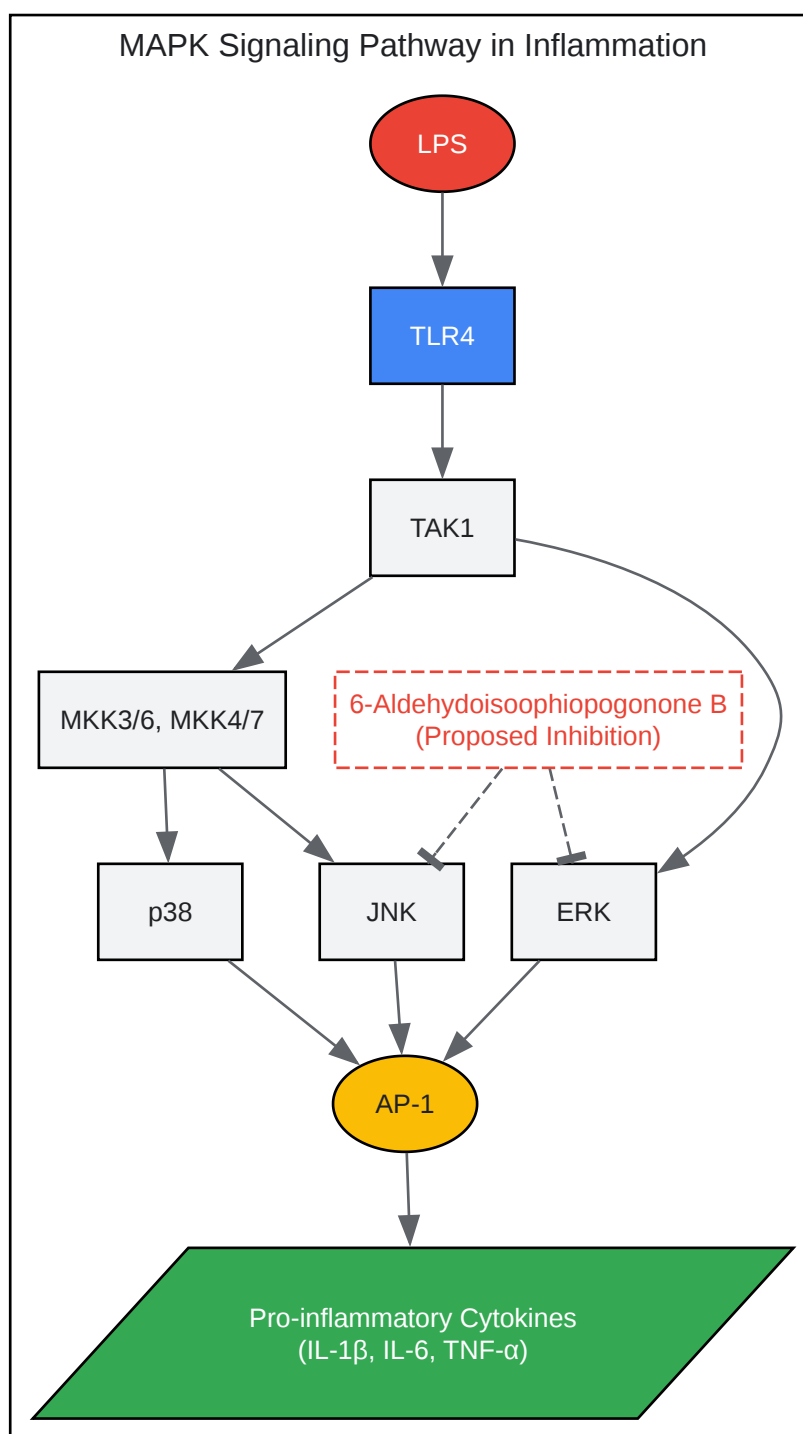 MAPK Signaling Pathway in Inflammation
LPS
TLR4
TAK1
MKK3/6, MKK4/7
6-Aldehydoisoophiopogonone B
(Proposed Inhibition)
p38
JNK
ERK
AP-1
Pro-inflammatory Cytokines
(IL-1β, IL-6, TNF-α)